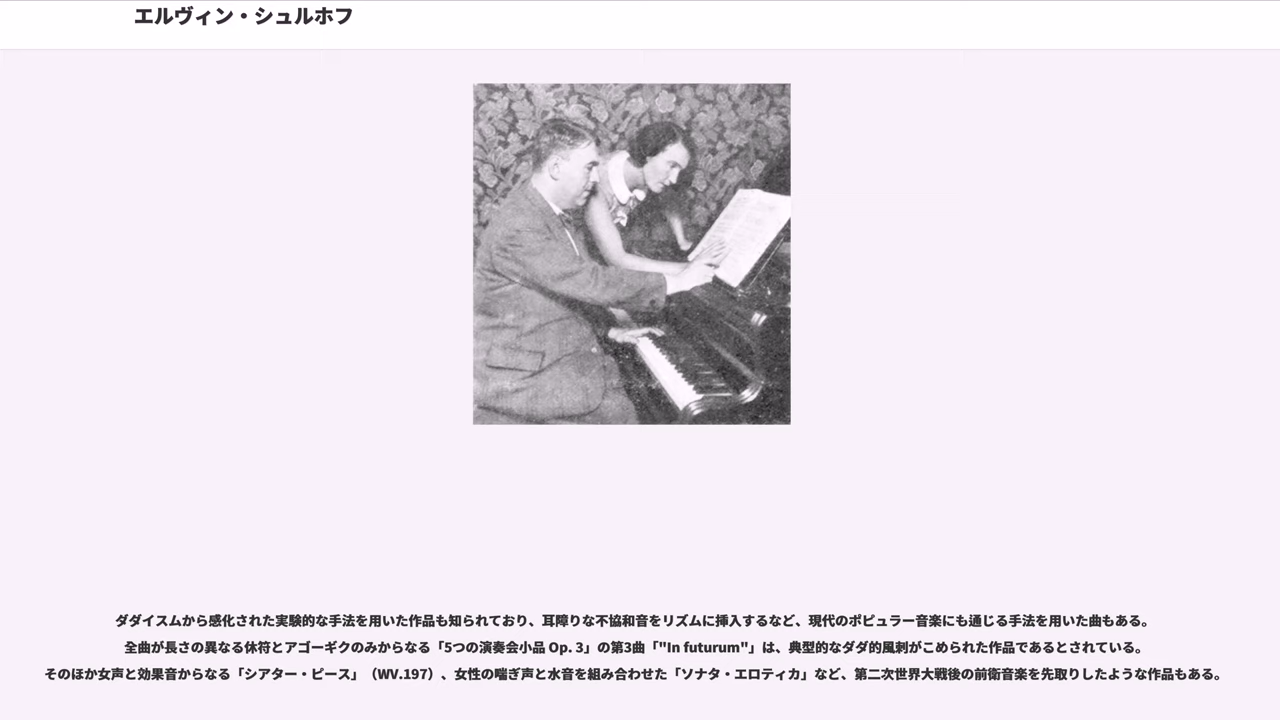 エルヴィン・シュルホフ
ダダイスムから感化された実験的な手法を用いた作品も知られており、耳障りな不協和音をリズムに挿入するなど、現代のポピュラー音楽にも通じる手法を用いた曲もある。
全曲が長さの異なる休符とアゴーギクのみからなる「5つの演奏会小品 Op. 3」の第3曲「"In futurum"」は、典型的なダダ的風刺がこめられた作品であるとされている。
そのほか女声と効果音からなる「シアター・ピース」（WV.197）、女性の喘ぎ声と水音を組み合わせた「ソナタ・エロティカ」など、第二次世界大戦後の前衛音楽を先取りしたような作品もある。